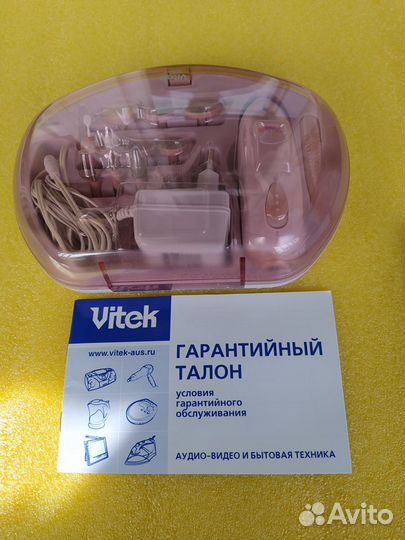 Vitek
www.vitek-aus.ru
ГАРАНТИЙНЫЙ
ТАЛОН
условия
гарантийного
обслуживания
АУДИО-ВИДЕО И БЫТОВАЯ ТЕХНИКА
Avito